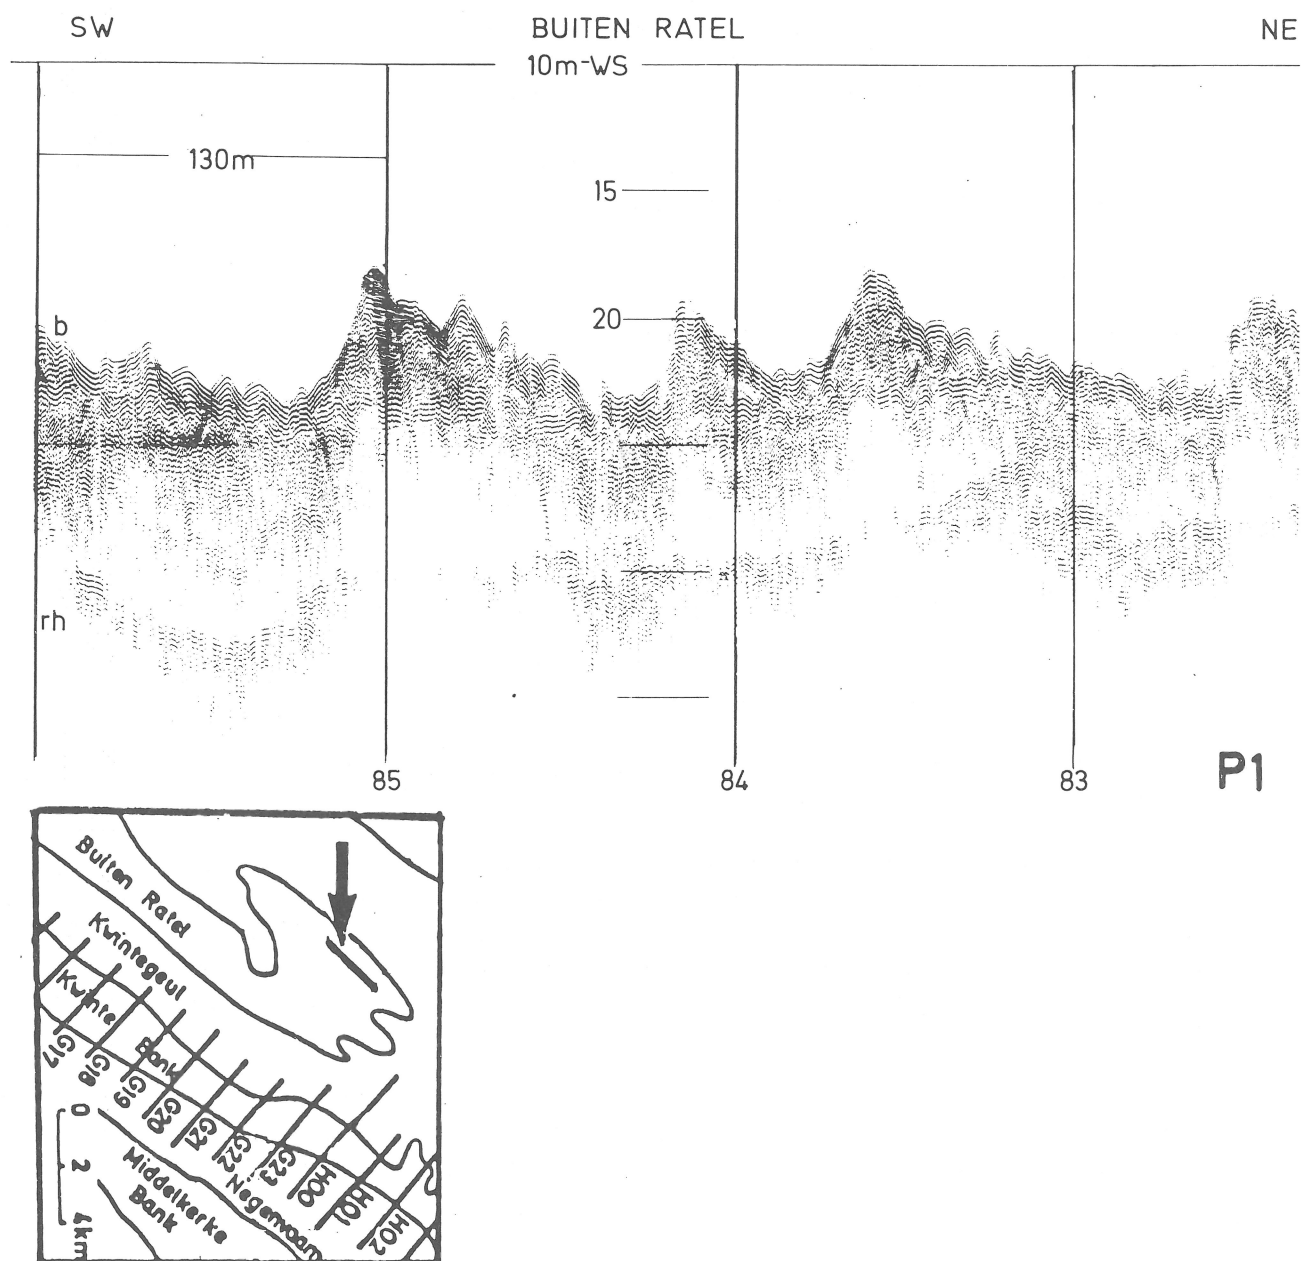 SW BUITEN RATEL NE
10m-WS
130m
15
20
b
rh
85 84 83 P1
Buiten Ratel
Kwintegeul
Kwinte Bank
G17 G18 G19 G20 G21 G22 G23 H00 H01 H02
Negenvaam
Middelkerke
Bank
0 2 4km